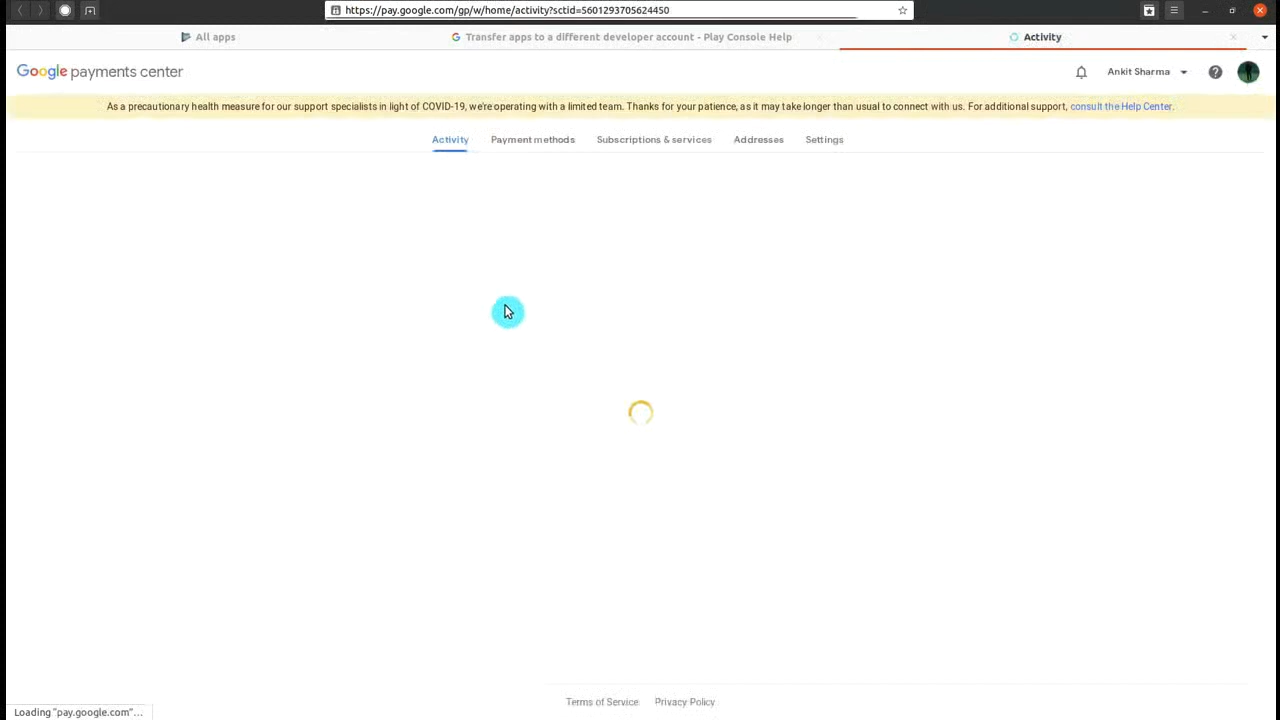 https://pay.google.com/gp/w/home/activity?sctid=5601293705624450
All apps
Transfer apps to a different developer account - Play Console Help
Activity
Google payments center
Ankit Sharma
As a precautionary health measure for our support specialists in light of COVID-19, we're operating with a limited team. Thanks for your patience, as it may take longer than usual to connect with us. For additional support, consult the Help Center.
Activity Payment methods Subscriptions & services Addresses Settings
Terms of Service Privacy Policy
Loading "pay.google.com"...